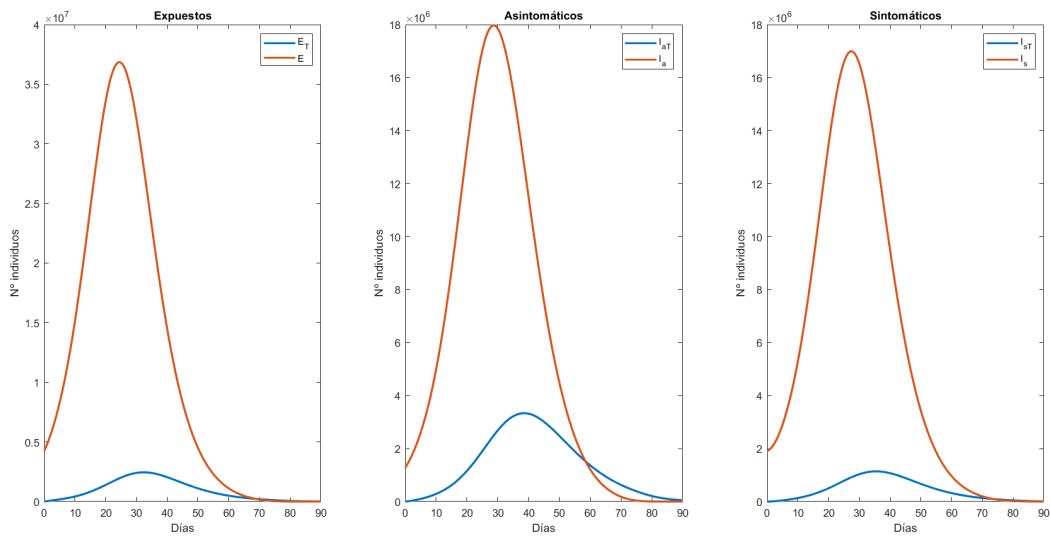 Expuestos
×10⁷
4
3.5
3
2.5
2
1.5
1
0.5
0
Nº individuos
0 10 20 30 40 50 60 70 80 90
Días
E_T
E
Asintomáticos
×10⁶
18
16
14
12
10
8
6
4
2
0
Nº individuos
0 10 20 30 40 50 60 70 80 90
Días
I_aT
I_a
Sintomáticos
×10⁶
18
16
14
12
10
8
6
4
2
0
Nº individuos
0 10 20 30 40 50 60 70 80 90
Días
I_sT
I_s